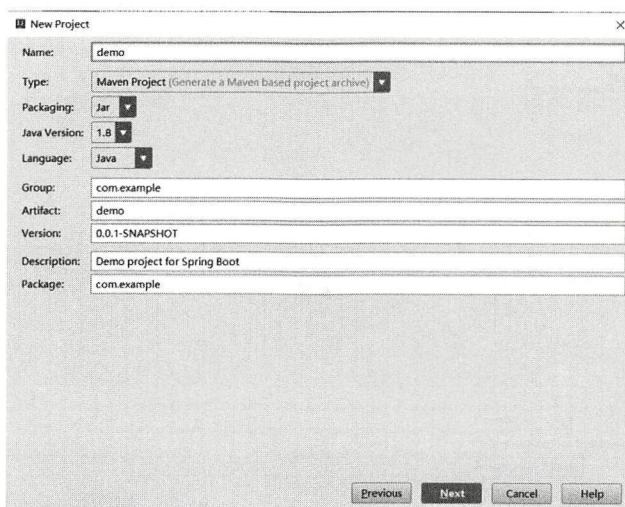 New Project
Name: demo
Type: Maven Project (Generate a Maven based project archive)
Packaging: Jar
Java Version: 1.8
Language: Java
Group: com.example
Artifact: demo
Version: 0.0.1-SNAPSHOT
Description: Demo project for Spring Boot
Package: com.example
Previous Next Cancel Help